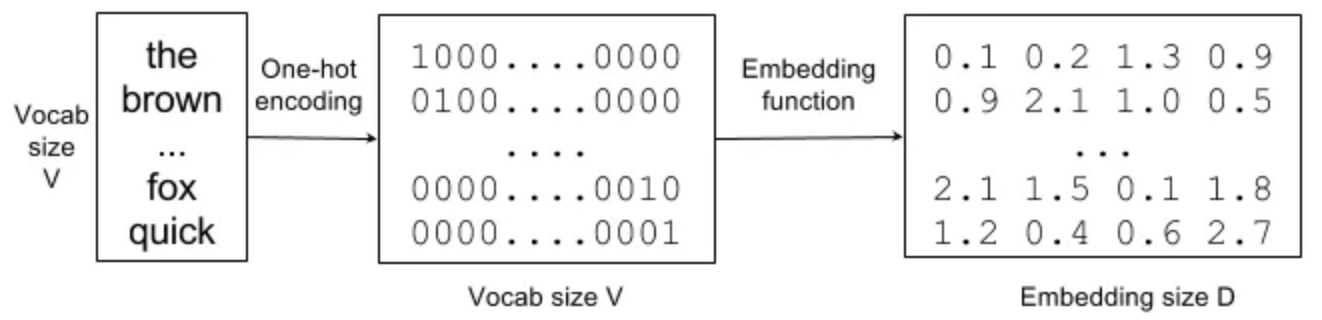 Vocab
size
V
the
brown
...
fox
quick
One-hot
encoding
1000....0000
0100....0000
....
0000....0010
0000....0001
Vocab size V
Embedding
function
0.1 0.2 1.3 0.9
0.9 2.1 1.0 0.5
...
2.1 1.5 0.1 1.8
1.2 0.4 0.6 2.7
Embedding size D